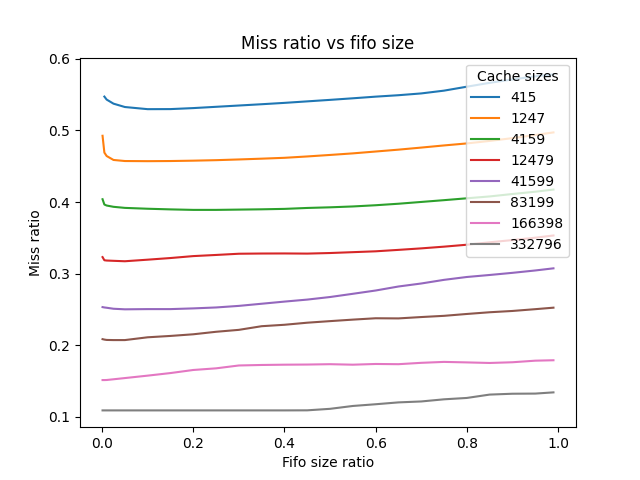 Miss ratio vs fifo size
Cache sizes
415
1247
4159
12479
41599
83199
166398
332796
Miss ratio
0.6
0.5
0.4
0.3
0.2
0.1
0.0 0.2 0.4 0.6 0.8 1.0
Fifo size ratio